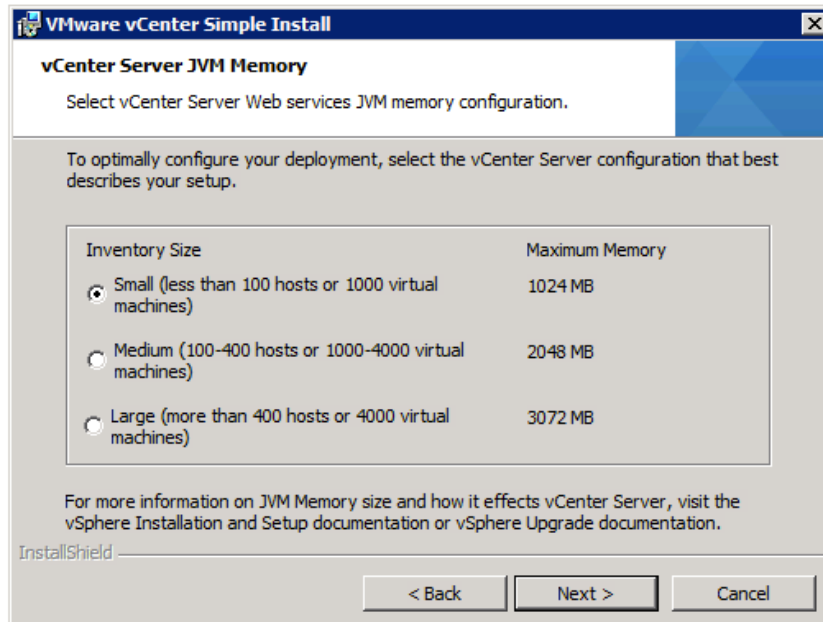 VMware vCenter Simple Install
vCenter Server JVM Memory
Select vCenter Server Web services JVM memory configuration.
To optimally configure your deployment, select the vCenter Server configuration that best
describes your setup.
Inventory Size Maximum Memory
Small (less than 100 hosts or 1000 virtual 1024 MB
machines)
Medium (100-400 hosts or 1000-4000 virtual 2048 MB
machines)
Large (more than 400 hosts or 4000 virtual 3072 MB
machines)
For more information on JVM Memory size and how it effects vCenter Server, visit the
vSphere Installation and Setup documentation or vSphere Upgrade documentation.
InstallShield
< Back Next > Cancel